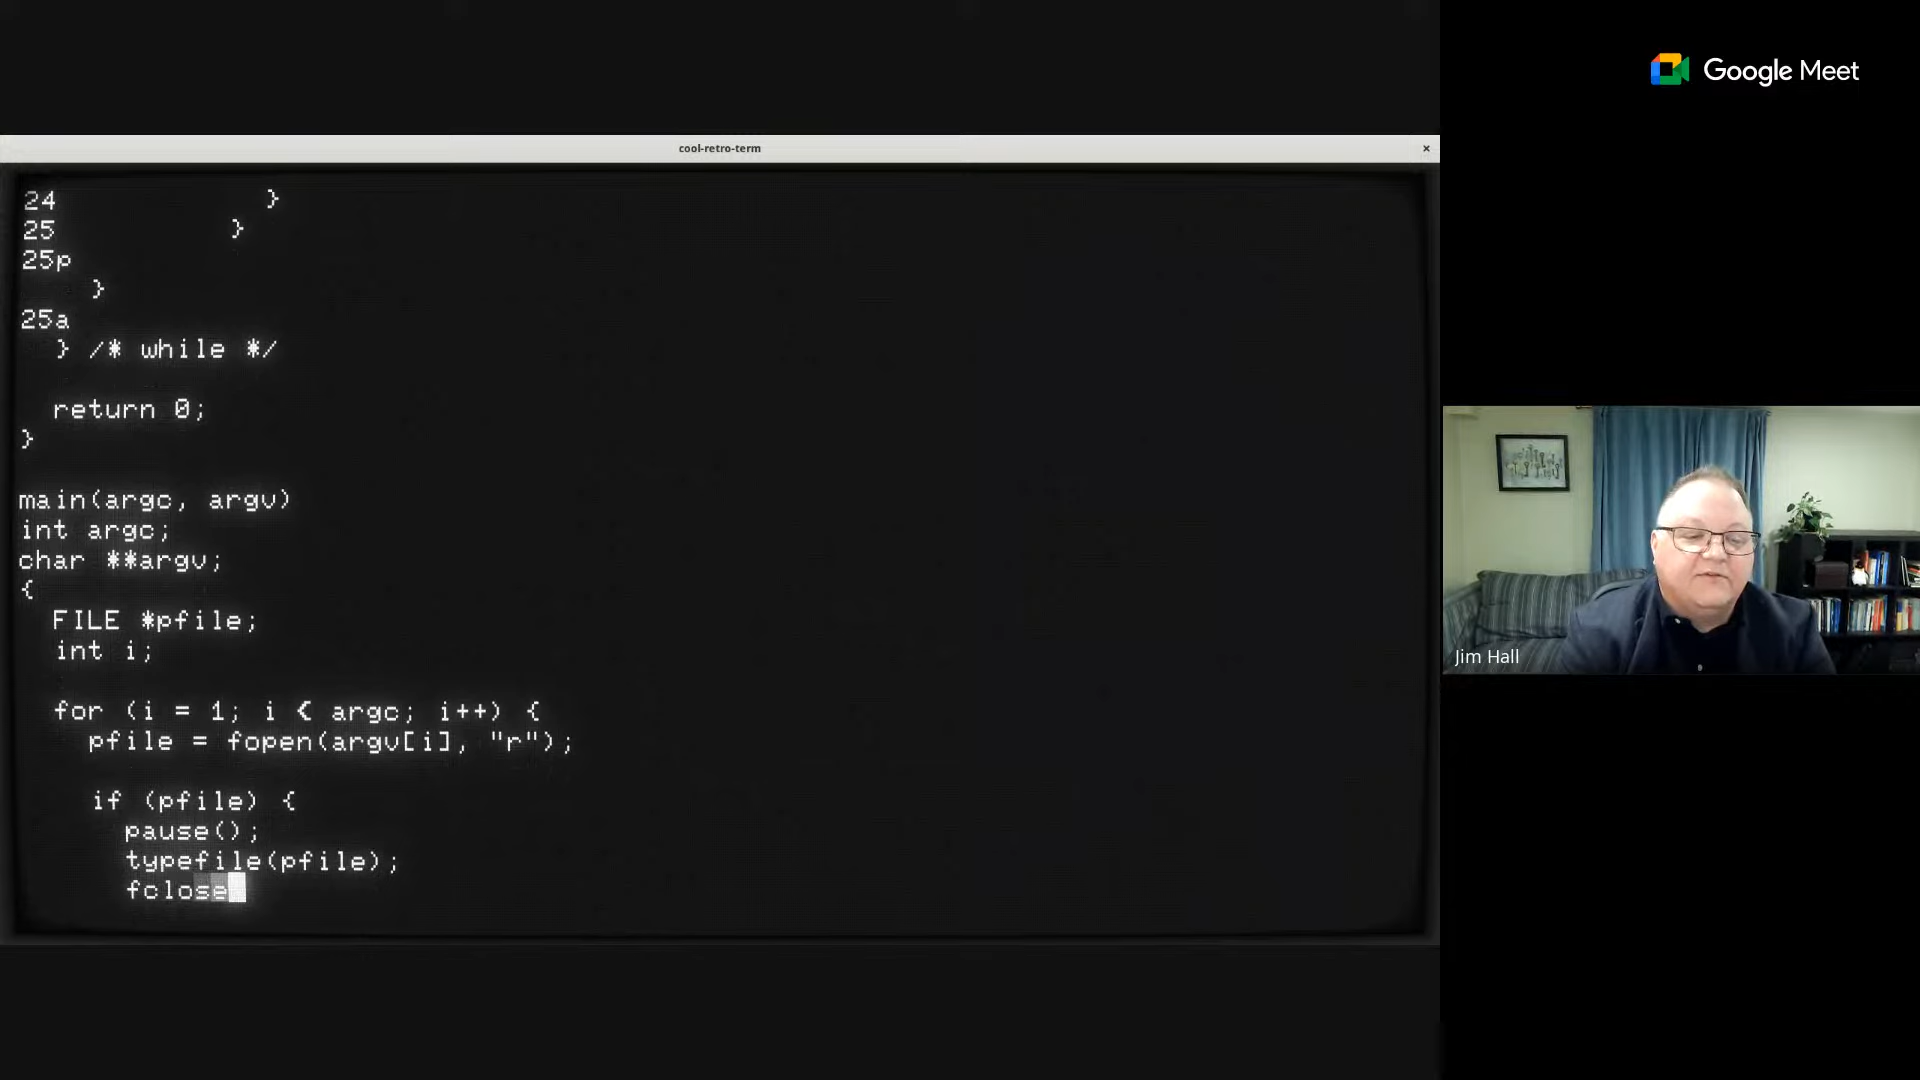 Google Meet
cool-retro-term ×
24              }
25          }
25p
    }
25a
  } /* while */
  return 0;
}
main(argc, argv)
int argc;
char **argv;
{
  FILE *pfile;
  int i;
  for (i = 1; i < argc; i++) {
    pfile = fopen(argv[i], "r");
    if (pfile) {
      pause();
      typefile(pfile);
      fclose
Jim Hall